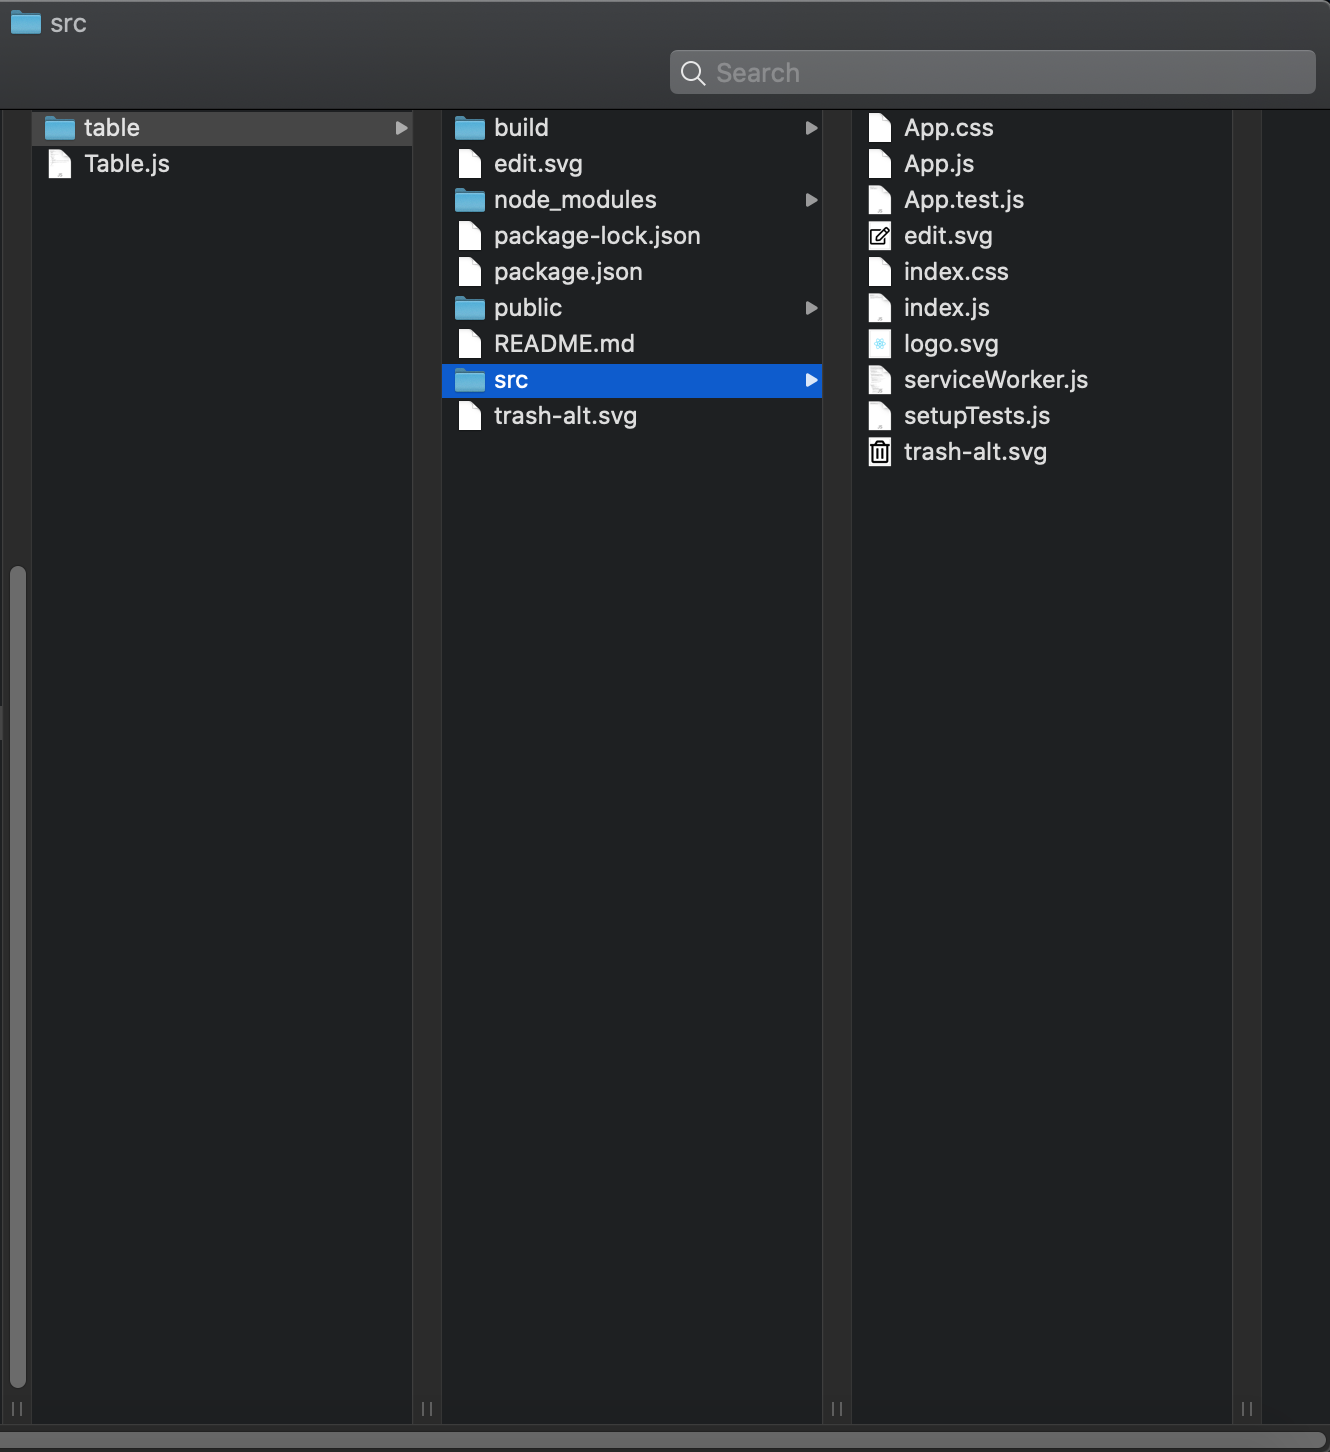 src
Search
table
Table.js
build
edit.svg
node_modules
package-lock.json
package.json
public
README.md
src
trash-alt.svg
App.css
App.js
App.test.js
edit.svg
index.css
index.js
logo.svg
serviceWorker.js
setupTests.js
trash-alt.svg